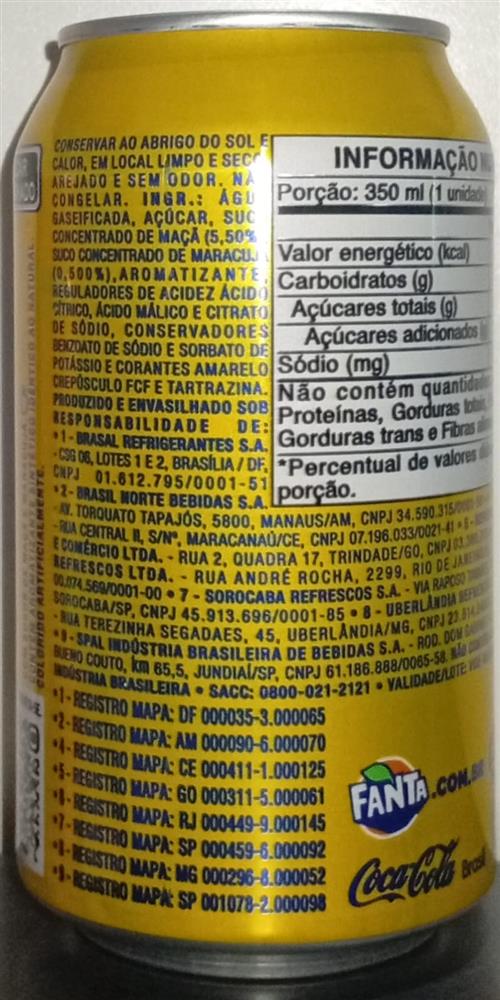 CONSERVAR AO ABRIGO DO SOL E
CALOR, EM LOCAL LIMPO E SECO
AREJADO E SEM ODOR. NÃ
CONGELAR. INGR.: ÁGU
GASEIFICADA, AÇÚCAR, SUC
CONCENTRADO DE MAÇÃ (5,50%
SUCO CONCENTRADO DE MARACUJ
(0,500%), AROMATIZANTE
REGULADORES DE ACIDEZ ÁCIDO
CÍTRICO, ÁCIDO MÁLICO E CITRATO
DE SÓDIO, CONSERVADORES
BENZOATO DE SÓDIO E SORBATO DE
POTÁSSIO E CORANTES AMARELO
CREPÚSCULO FCF E TARTRAZINA.
PRODUZIDO E ENVASILHADO SOB
RESPONSABILIDADE DE:
•1- BRASAL REFRIGERANTES S.A.
- CSG 06, LOTES 1 E 2, BRASÍLIA / DF,
CNPJ 01.612.795/0001-51
•2- BRASIL NORTE BEBIDAS S.A.
AV. TORQUATO TAPAJÓS, 5800, MANAUS/AM, CNPJ 34.590.315/
- RUA CENTRAL II, S/Nº, MARACANAÚ/CE, CNPJ 07.196.033/0021-41
E COMÉRCIO LTDA. - RUA 2, QUADRA 17, TRINDADE/GO, CNPJ
REFRESCOS LTDA. - RUA ANDRÉ ROCHA, 2299, RIO DE
00.074.569/0001-00 • 7 - SOROCABA REFRESCOS S.A. - VIA RAPOSO
SOROCABA/SP, CNPJ 45.913.696/0001-85 • 8 - UBERLÂNDIA
- RUA TEREZINHA SEGADAES, 45, UBERLÂNDIA/MG, CNPJ
•9-SPAL INDÚSTRIA BRASILEIRA DE BEBIDAS S.A. - ROD. DOM
BUENO COUTO, km 65,5, JUNDIAÍ/SP, CNPJ 61.186.888/0065-58.
INDÚSTRIA BRASILEIRA • SACC: 0800-021-2121 • VALIDADE/LOTE:
•1-REGISTRO MAPA: DF 000035-3.000065
•2-REGISTRO MAPA: AM 000090-6.000070
•4-REGISTRO MAPA: CE 000411-1.000125
•5-REGISTRO MAPA: GO 000311-5.000061
•6-REGISTRO MAPA: RJ 000449-9.000145
•7-REGISTRO MAPA: SP 000459-6.000092
•8-REGISTRO MAPA: MG 000296-8.000052
•9-REGISTRO MAPA: SP 001078-2.000098
INFORMAÇÃO
Porção: 350 ml (1 unidade
Valor energético (kcal)
Carboidratos (g)
Açúcares totais (g)
Açúcares adicionados
Sódio (mg)
Não contém quantidades
Proteínas, Gorduras totais,
Gorduras trans e Fibras
*Percentual de valores
porção.
FANTA.COM.BR
Coca-Cola Brasil
COLORIDO ARTIFICIALMENTE.